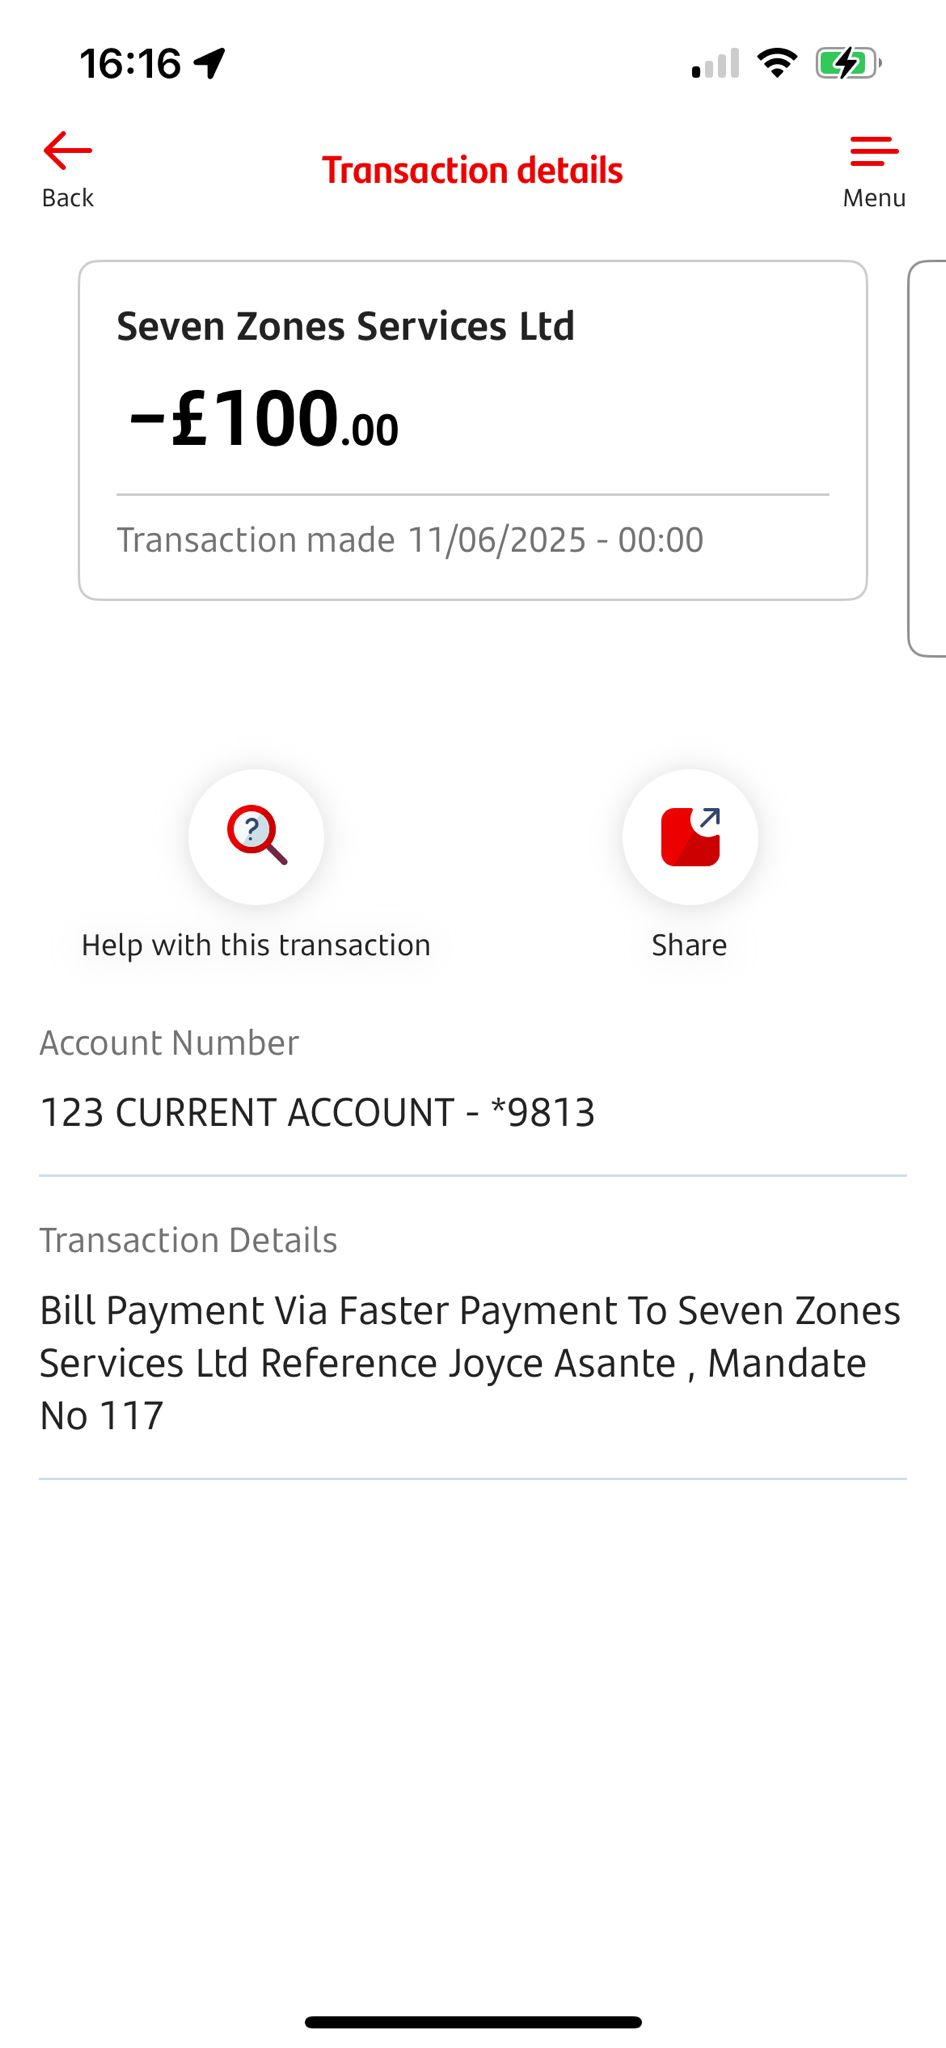 16:16
Back
Transaction details
Menu
Seven Zones Services Ltd
-£100.00
Transaction made 11/06/2025 - 00:00
?
Help with this transaction
Share
Account Number
123 CURRENT ACCOUNT - *9813
Transaction Details
Bill Payment Via Faster Payment To Seven Zones
Services Ltd Reference Joyce Asante , Mandate
No 117